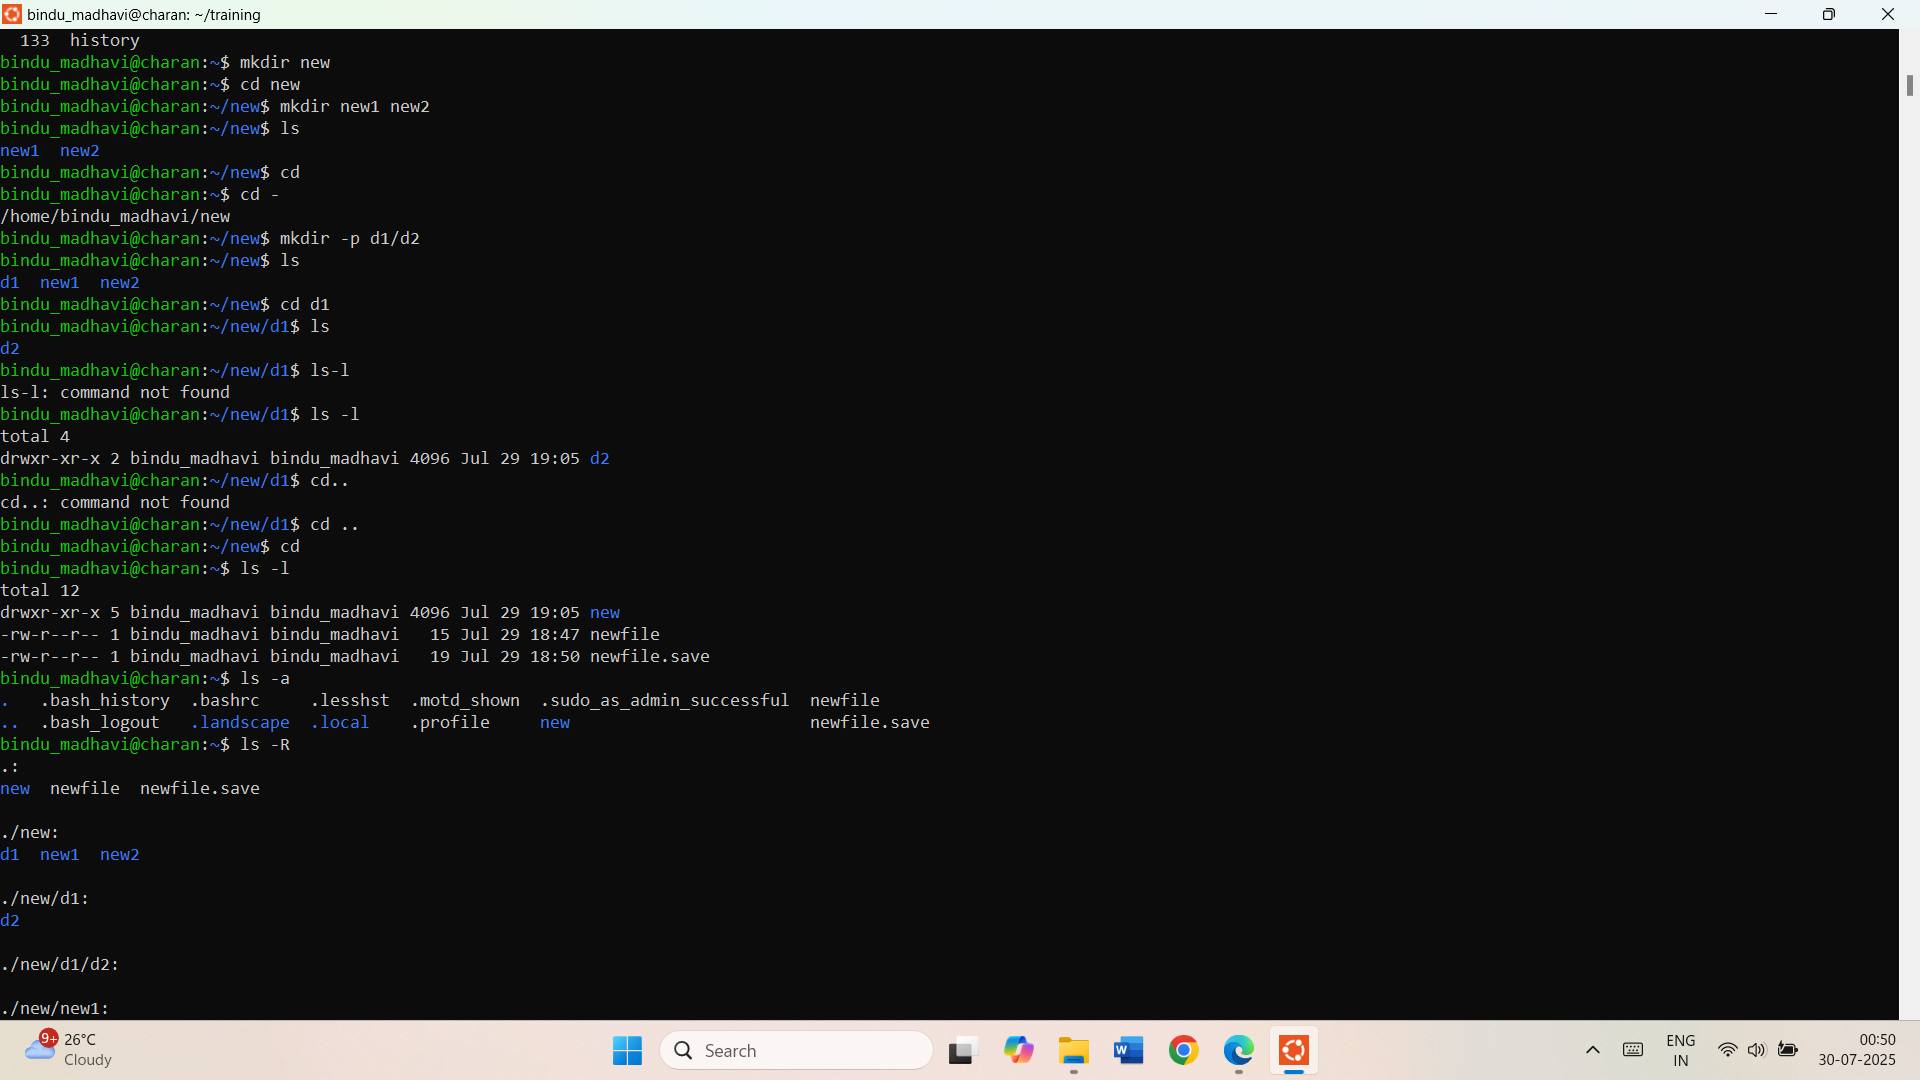 bindu_madhavi@charan: ~/training
  133  history
bindu_madhavi@charan:~$ mkdir new
bindu_madhavi@charan:~$ cd new
bindu_madhavi@charan:~/new$ mkdir new1 new2
bindu_madhavi@charan:~/new$ ls
new1  new2
bindu_madhavi@charan:~/new$ cd
bindu_madhavi@charan:~$ cd -
/home/bindu_madhavi/new
bindu_madhavi@charan:~/new$ mkdir -p d1/d2
bindu_madhavi@charan:~/new$ ls
d1  new1  new2
bindu_madhavi@charan:~/new$ cd d1
bindu_madhavi@charan:~/new/d1$ ls
d2
bindu_madhavi@charan:~/new/d1$ ls-l
ls-l: command not found
bindu_madhavi@charan:~/new/d1$ ls -l
total 4
drwxr-xr-x 2 bindu_madhavi bindu_madhavi 4096 Jul 29 19:05 d2
bindu_madhavi@charan:~/new/d1$ cd..
cd..: command not found
bindu_madhavi@charan:~/new/d1$ cd ..
bindu_madhavi@charan:~/new$ cd
bindu_madhavi@charan:~$ ls -l
total 12
drwxr-xr-x 5 bindu_madhavi bindu_madhavi 4096 Jul 29 19:05 new
-rw-r--r-- 1 bindu_madhavi bindu_madhavi   15 Jul 29 18:47 newfile
-rw-r--r-- 1 bindu_madhavi bindu_madhavi   19 Jul 29 18:50 newfile.save
bindu_madhavi@charan:~$ ls -a
.   .bash_history  .bashrc     .lesshst  .motd_shown  .sudo_as_admin_successful  newfile
..  .bash_logout   .landscape  .local    .profile     new                        newfile.save
bindu_madhavi@charan:~$ ls -R
.:
new  newfile  newfile.save

./new:
d1  new1  new2

./new/d1:
d2

./new/d1/d2:

./new/new1:
9+
26°C
Cloudy
Search
ENG
IN
00:50
30-07-2025